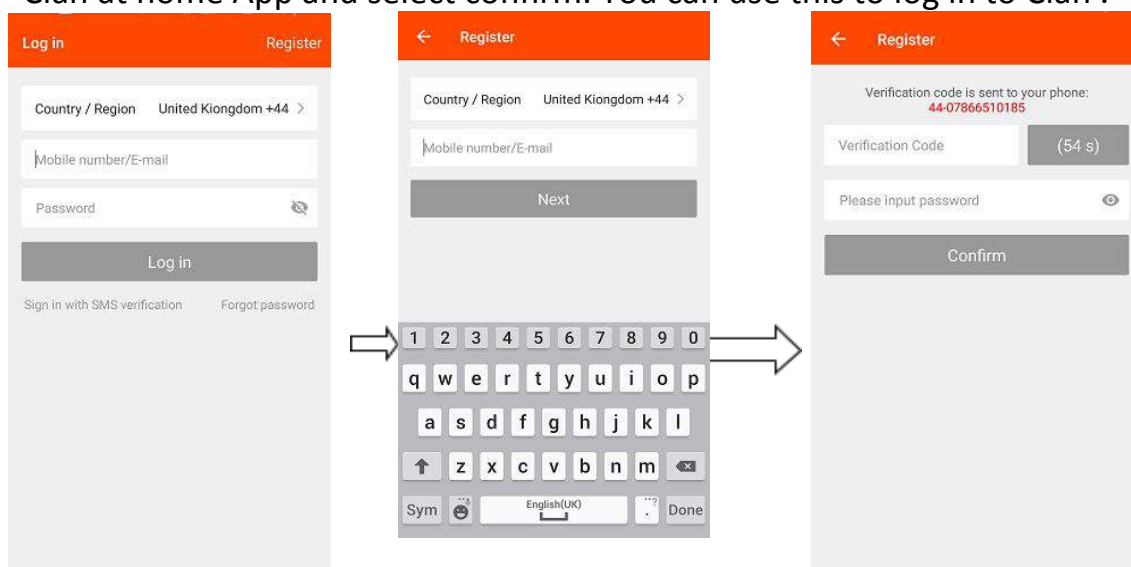 Clan at home App and select confirm. You can use this to log in to Clan .
Log in Register
Country / Region United Kiongdom +44 >
Mobile number/E-mail
Password
Log in
Sign in with SMS verification Forgot password
← Register
Country / Region United Kiongdom +44 >
Mobile number/E-mail
Next
1 2 3 4 5 6 7 8 9 0
q w e r t y u i o p
a s d f g h j k l
z x c v b n m
Sym English(UK) . Done
← Register
Verification code is sent to your phone:
44-07866510185
Verification Code (54 s)
Please input password
Confirm